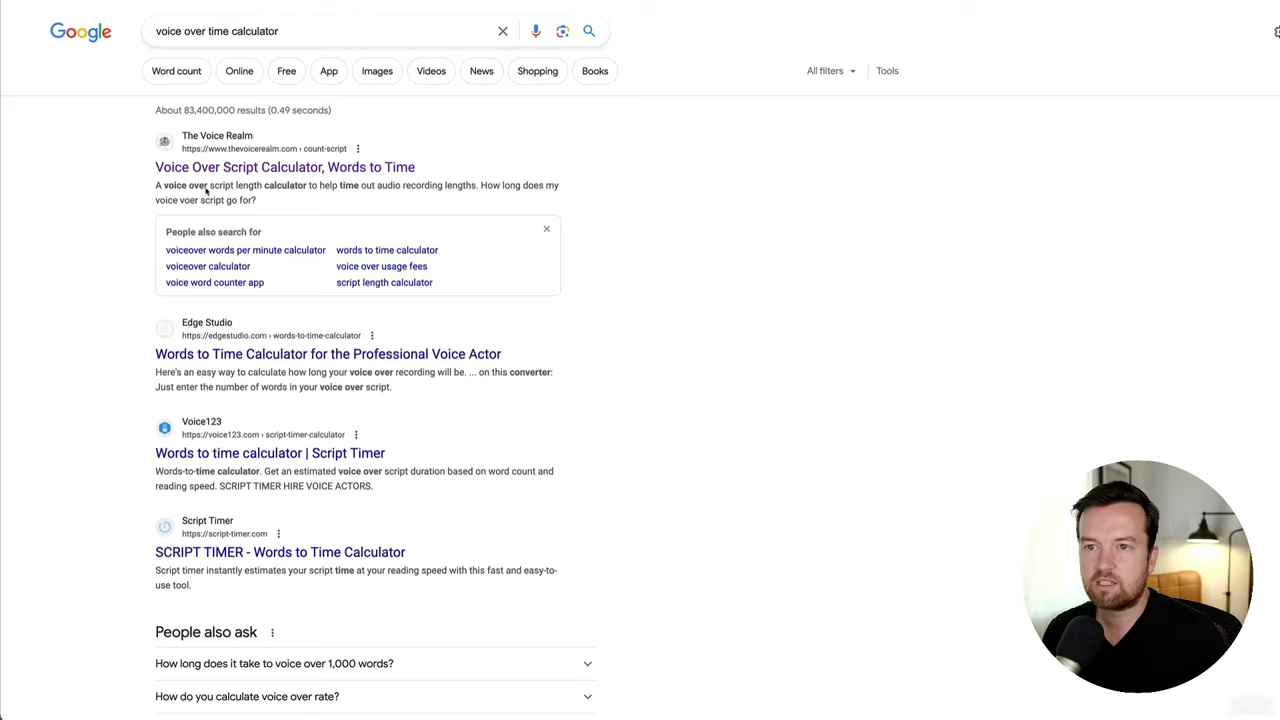 Google
voice over time calculator
Word count
Online
Free
App
Images
Videos
News
Shopping
Books
All filters
Tools
About 83,400,000 results (0.49 seconds)
The Voice Realm
https://www.thevoicerealm.com › count-script
Voice Over Script Calculator, Words to Time
A voice over script length calculator to help time out audio recording lengths. How long does my
voice voer script go for?
People also search for
voiceover words per minute calculator
words to time calculator
voiceover calculator
voice over usage fees
voice word counter app
script length calculator
Edge Studio
https://edgestudio.com › words-to-time-calculator
Words to Time Calculator for the Professional Voice Actor
Here's an easy way to calculate how long your voice over recording will be. ... on this converter:
Just enter the number of words in your voice over script.
Voice123
https://voice123.com › script-timer-calculator
Words to time calculator | Script Timer
Words-to-time calculator. Get an estimated voice over script duration based on word count and
reading speed. SCRIPT TIMER HIRE VOICE ACTORS.
Script Timer
https://script-timer.com
SCRIPT TIMER - Words to Time Calculator
Script timer instantly estimates your script time at your reading speed with this fast and easy-to-
use tool.
People also ask
How long does it take to voice over 1,000 words?
How do you calculate voice over rate?